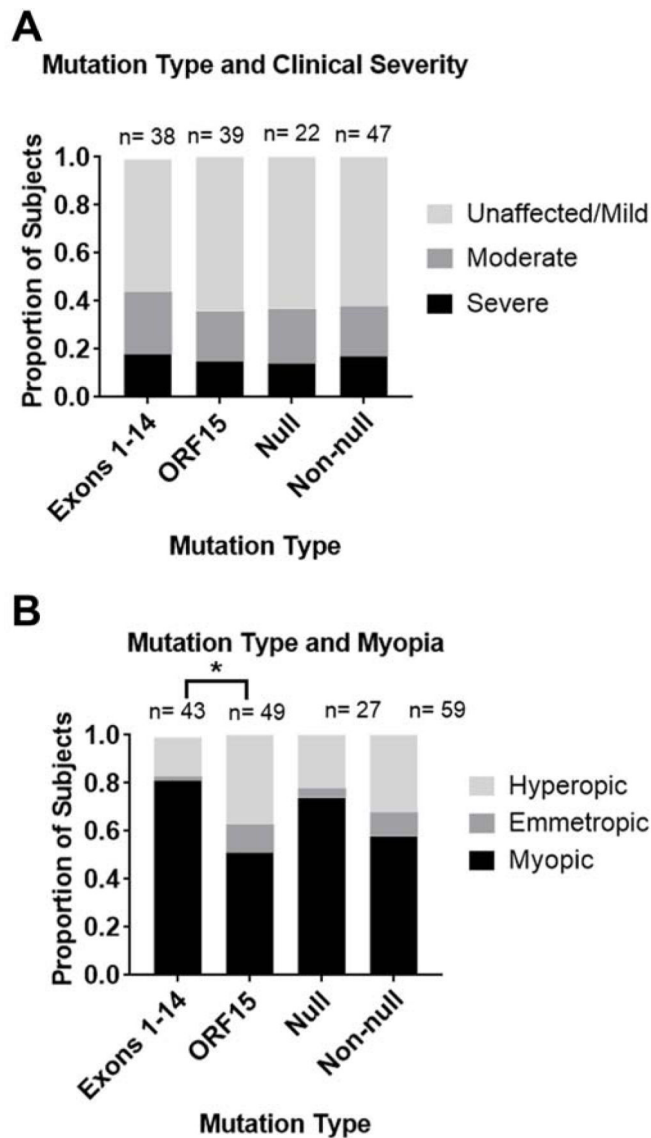 A
Mutation Type and Clinical Severity
n= 38 n= 39 n= 22 n= 47
Proportion of Subjects
1.0
0.8
0.6
0.4
0.2
0.0
Unaffected/Mild
Moderate
Severe
Exons 1-14
ORF15
Null
Non-null
Mutation Type
B
Mutation Type and Myopia
*
n= 43 n= 49 n= 27 n= 59
Proportion of Subjects
1.0
0.8
0.6
0.4
0.2
0.0
Hyperopic
Emmetropic
Myopic
Exons 1-14
ORF15
Null
Non-null
Mutation Type